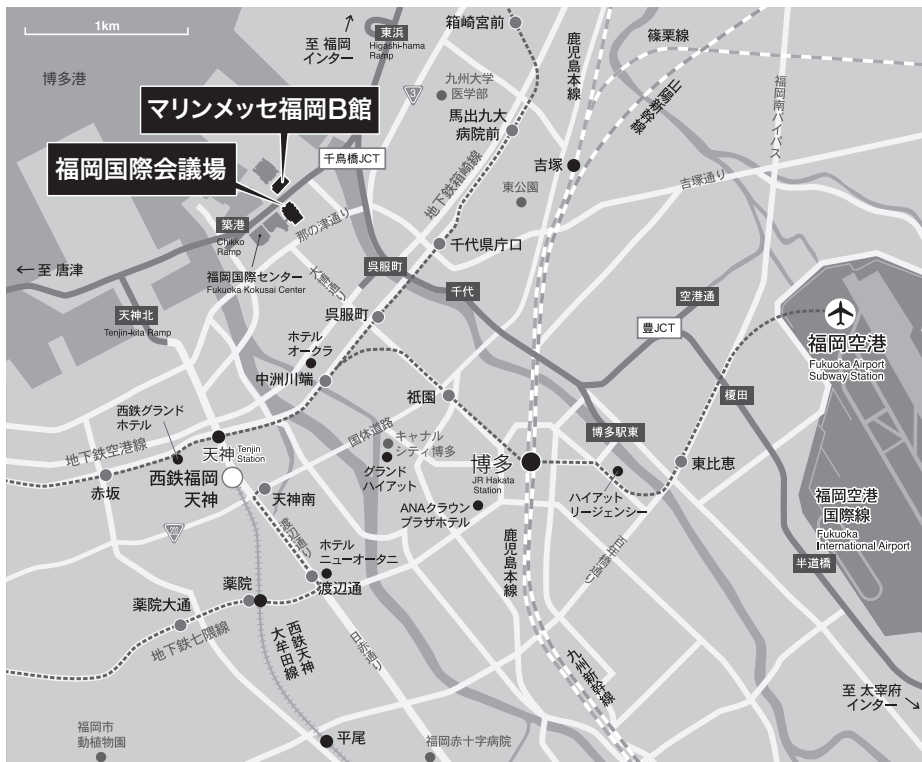 1km
博多港
至 福岡
インター
東浜
Higashi-hama
Ramp
箱崎宮前
鹿児島本線
篠栗線
山陽新幹線
福岡南バイパス
3
九州大学
医学部
マリンメッセ福岡B館
馬出九大
病院前
福岡国際会議場
千鳥橋JCT
地下鉄箱崎線
吉塚
吉塚通り
東公園
築港
Chikko
Ramp
那の津通り
千代県庁口
← 至 唐津
福岡国際センター
Fukuoka Kokusai Center
大博通り
呉服町
千代
空港通
天神北
Tenjin-kita Ramp
呉服町
豊JCT
福岡空港
Fukuoka Airport
Subway Station
ホテル
オークラ
中洲川端
祇園
榎田
西鉄グランド
ホテル
国体道路
キャナル
シティ博多
博多駅東
地下鉄空港線
天神
Tenjin
Station
グランド
ハイアット
博多
JR Hakata
Station
東比恵
赤坂
西鉄福岡
天神
天神南
ANAクラウン
プラザホテル
ハイアット
リージェンシー
福岡空港
国際線
Fukuoka
International Airport
202
渡辺通り
鹿児島本線
百年橋通り
半道橋
ホテル
ニューオータニ
渡辺通
薬院
薬院大通
地下鉄七隈線
西鉄天神
大牟田線
日赤通り
九州新幹線
至 太宰府
インター
福岡市
動植物園
平尾
福岡赤十字病院